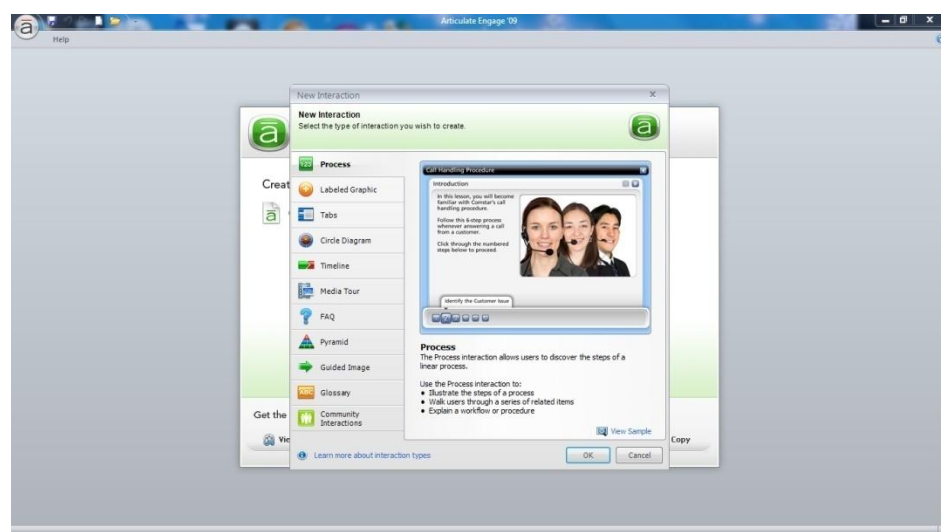 Articulate Engage '09
Help
New Interaction
New Interaction
Select the type of interaction you wish to create.
Creat
Process
Labeled Graphic
Tabs
Circle Diagram
Timeline
Media Tour
FAQ
Pyramid
Guided Image
Glossary
Community
Interactions
Call Handling Procedure
Introduction
In this lesson, you will become
familiar with Comstar's call
handling procedure.
Follow this 6-step process
whenever answering a call
from a customer.
Click through the numbered
steps below to proceed.
Identify the Customer Issue
Process
The Process interaction allows users to discover the steps of a
linear process.
Use the Process interaction to:
• Illustrate the steps of a process
• Walk users through a series of related items
• Explain a workflow or procedure
View Sample
Get the
Vie
Copy
Learn more about interaction types
OK
Cancel